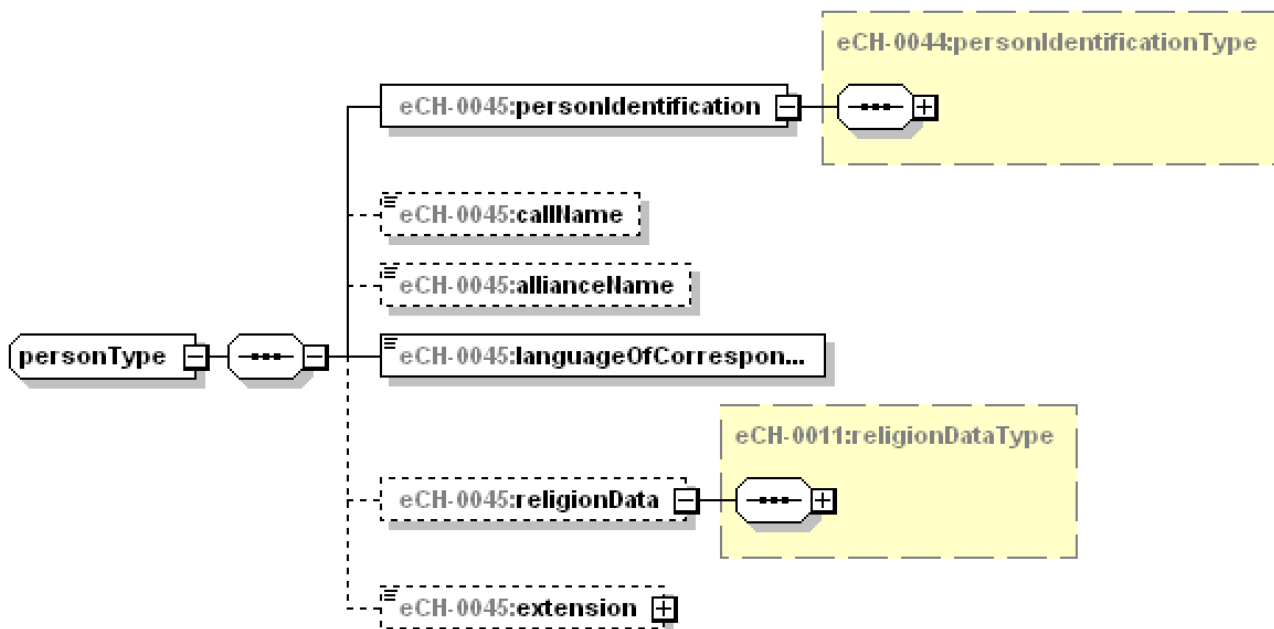 eCH-0044:personIdentificationType
eCH-0045:personIdentification
eCH-0045:callName
eCH-0045:allianceName
personType
eCH-0045:languageOfCorrespon...
eCH-0011:religionDataType
eCH-0045:religionData
eCH-0045:extension